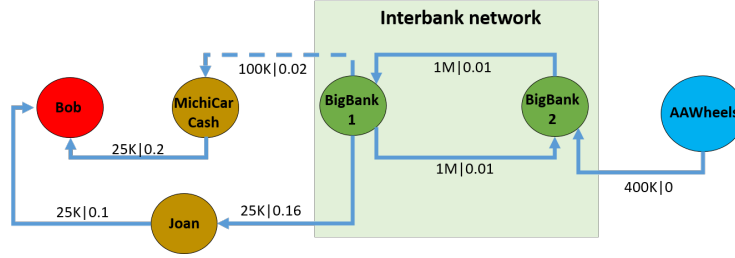 Interbank network
100K|0.02
1M|0.01
Bob
MichiCar
Cash
BigBank
1
BigBank
2
AAWheels
25K|0.2
1M|0.01
400K|0
25K|0.1
Joan
25K|0.16